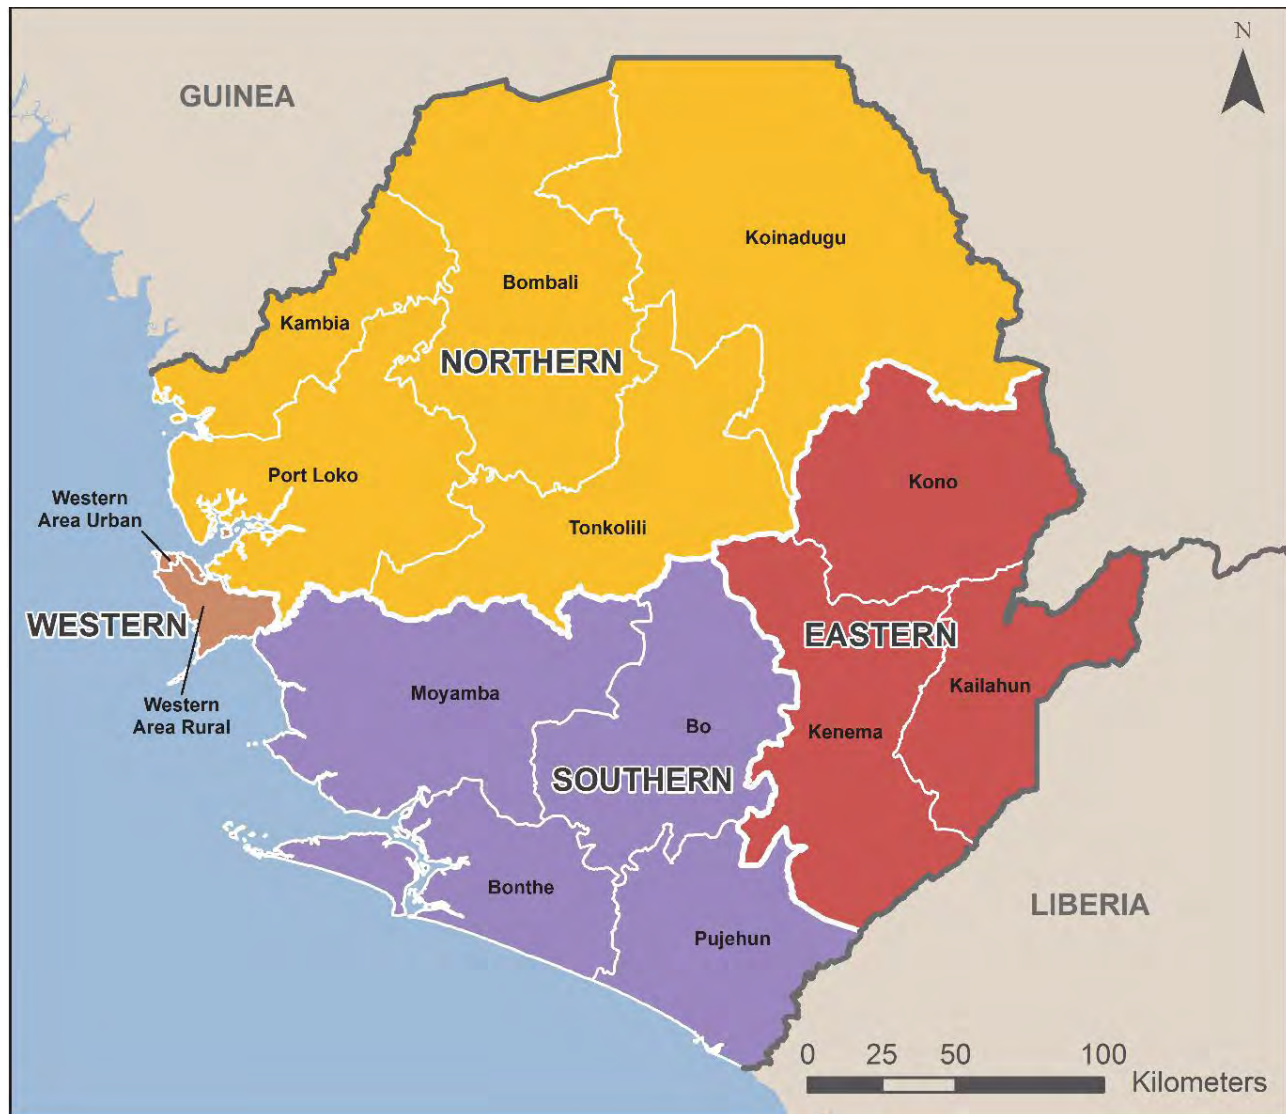 N
GUINEA
Koinadugu
Bombali
Kambia
NORTHERN
Port Loko
Kono
Western
Area Urban
Tonkolili
WESTERN
EASTERN
Moyamba
Kailahun
Western
Area Rural
Bo
Kenema
SOUTHERN
Bonthe
LIBERIA
Pujehun
0 25 50 100
Kilometers